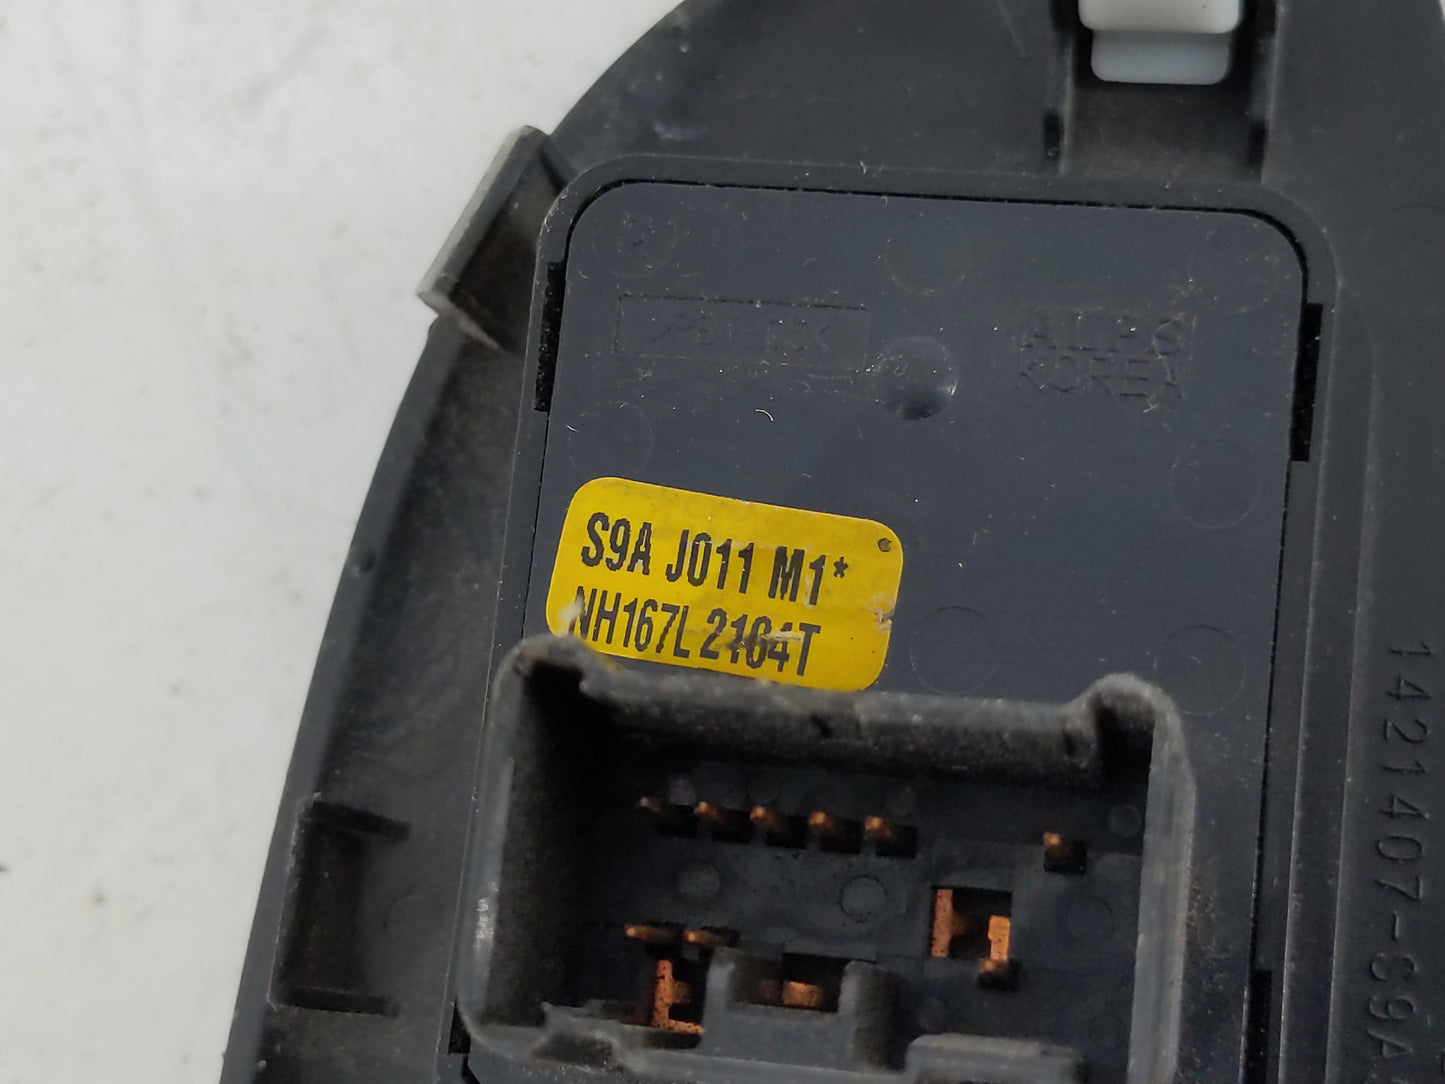 ALPS
KOREA
S9A J011 M1*
NH167L 2164T
1421407-S9A